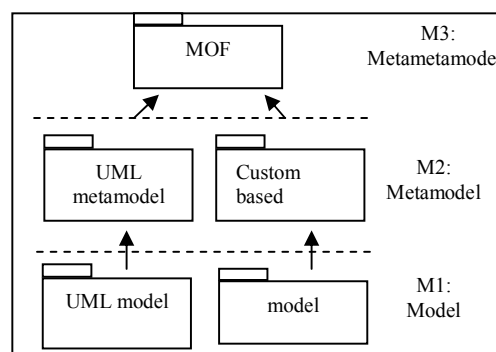 MOF
M3:
Metametamode
UML
metamodel
Custom
based
M2:
Metamodel
UML model
model
M1:
Model